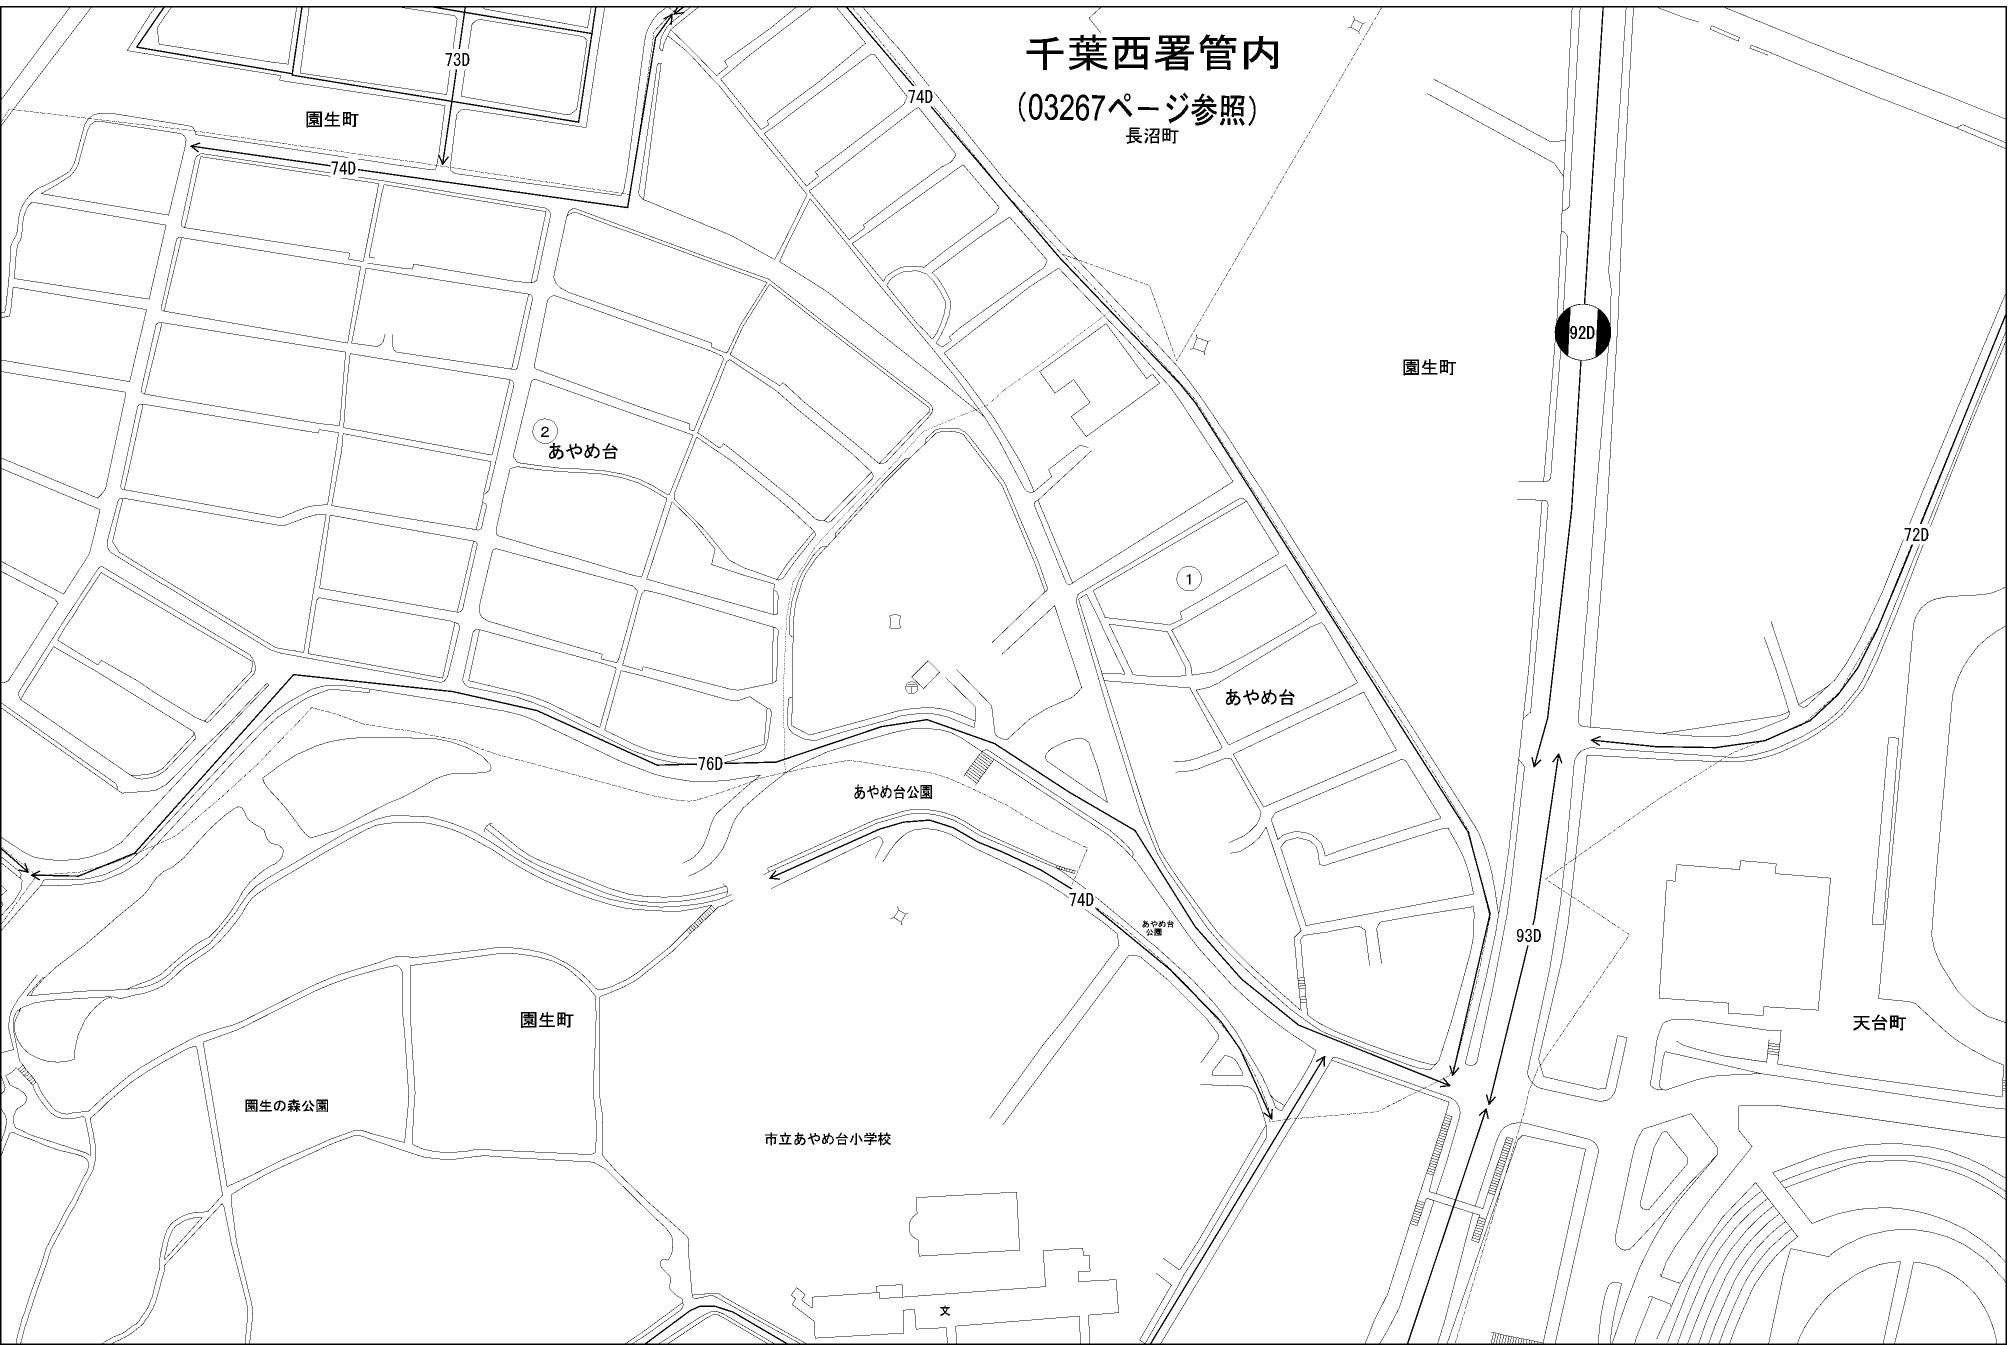 千葉西署管内
(03267ページ参照)
長沼町
73D
74D
園生町
74D
92D
園生町
2
あやめ台
72D
1
〒
あやめ台
76D
あやめ台公園
74D
あやめ台
公園
93D
園生町
天台町
園生の森公園
市立あやめ台小学校
文